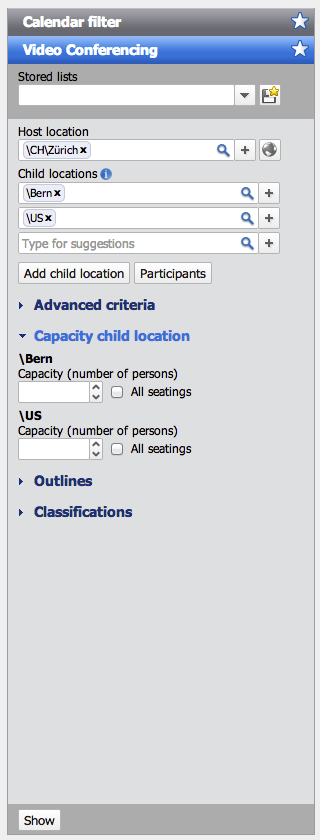 Calendar filter
Video Conferencing
Stored lists
Host location
\CH\Zürich x
Child locations
\Bern x
\US x
Type for suggestions
Add child location Participants
Advanced criteria
Capacity child location
\Bern
Capacity (number of persons)
All seatings
\US
Capacity (number of persons)
All seatings
Outlines
Classifications
Show